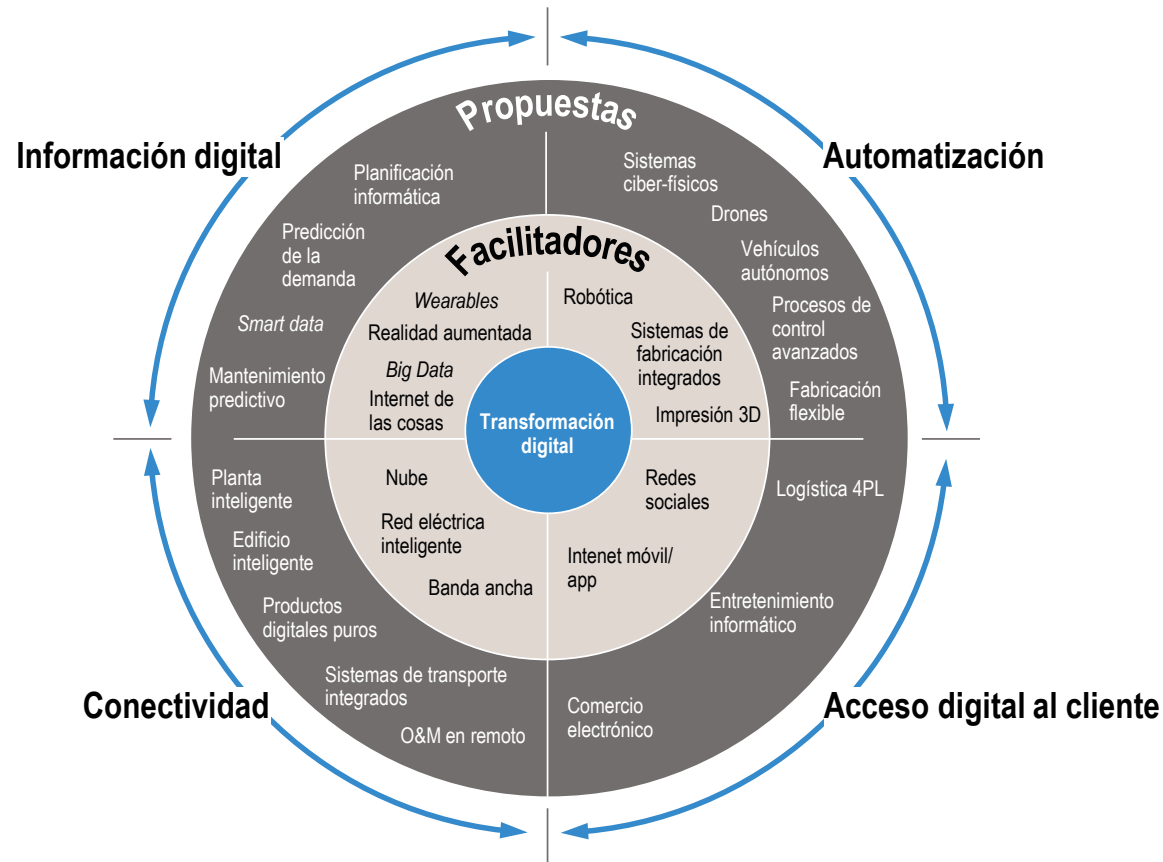 Propuestas
Información digital
Automatización
Planificación
informática
Predicción
de la
demanda
Smart data
Mantenimiento
predictivo
Sistemas
ciber-físicos
Drones
Vehículos
autónomos
Procesos de
control
avanzados
Fabricación
flexible
Facilitadores
Wearables
Realidad aumentada
Big Data
Internet de
las cosas
Robótica
Sistemas de
fabricación
integrados
Impresión 3D
Transformación
digital
Nube
Red eléctrica
inteligente
Banda ancha
Redes
sociales
Intenet móvil/
app
Planta
inteligente
Edificio
inteligente
Productos
digitales puros
Sistemas de transporte
integrados
O&M en remoto
Logística 4PL
Entretenimiento
informático
Comercio
electrónico
Conectividad
Acceso digital al cliente